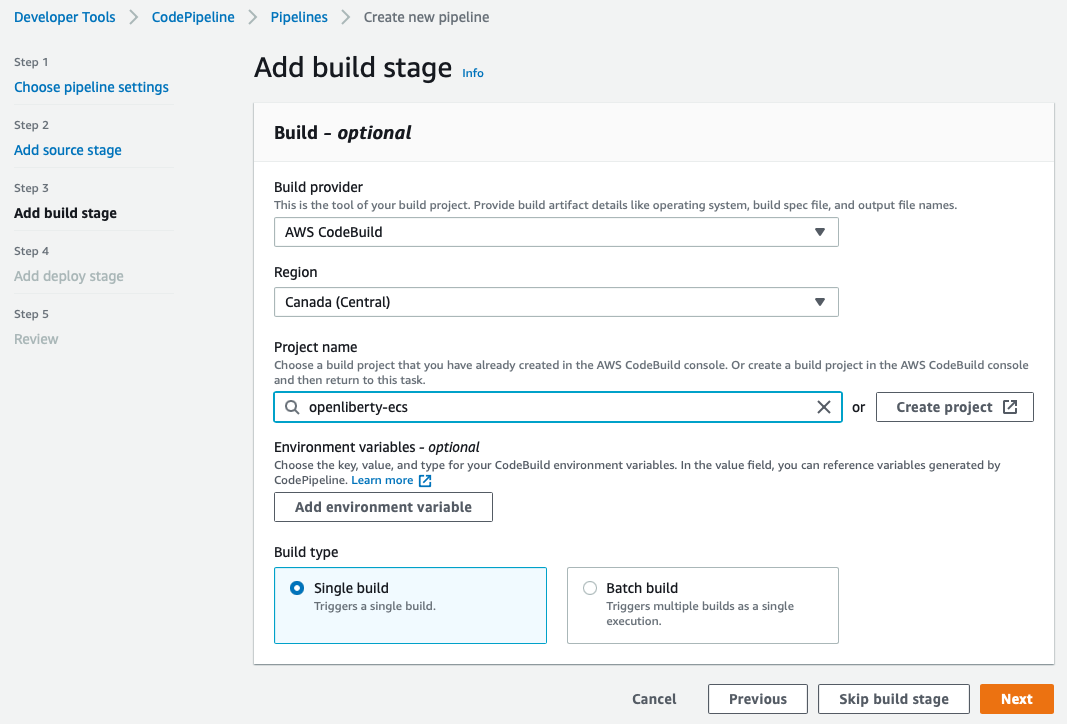 Developer Tools > CodePipeline > Pipelines > Create new pipeline
Step 1
Choose pipeline settings
Step 2
Add source stage
Step 3
Add build stage
Step 4
Add deploy stage
Step 5
Review
Add build stage Info
Build - optional
Build provider
This is the tool of your build project. Provide build artifact details like operating system, build spec file, and output file names.
AWS CodeBuild
Region
Canada (Central)
Project name
Choose a build project that you have already created in the AWS CodeBuild console. Or create a build project in the AWS CodeBuild console
and then return to this task.
openliberty-ecs or Create project
Environment variables - optional
Choose the key, value, and type for your CodeBuild environment variables. In the value field, you can reference variables generated by
CodePipeline. Learn more
Add environment variable
Build type
Single build
Triggers a single build.
Batch build
Triggers multiple builds as a single
execution.
Cancel Previous Skip build stage Next